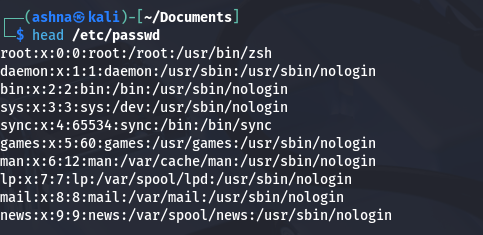 ┌──(ashna㉿kali)-[~/Documents]
└─$ head /etc/passwd
root:x:0:0:root:/root:/usr/bin/zsh
daemon:x:1:1:daemon:/usr/sbin:/usr/sbin/nologin
bin:x:2:2:bin:/bin:/usr/sbin/nologin
sys:x:3:3:sys:/dev:/usr/sbin/nologin
sync:x:4:65534:sync:/bin:/bin/sync
games:x:5:60:games:/usr/games:/usr/sbin/nologin
man:x:6:12:man:/var/cache/man:/usr/sbin/nologin
lp:x:7:7:lp:/var/spool/lpd:/usr/sbin/nologin
mail:x:8:8:mail:/var/mail:/usr/sbin/nologin
news:x:9:9:news:/var/spool/news:/usr/sbin/nologin